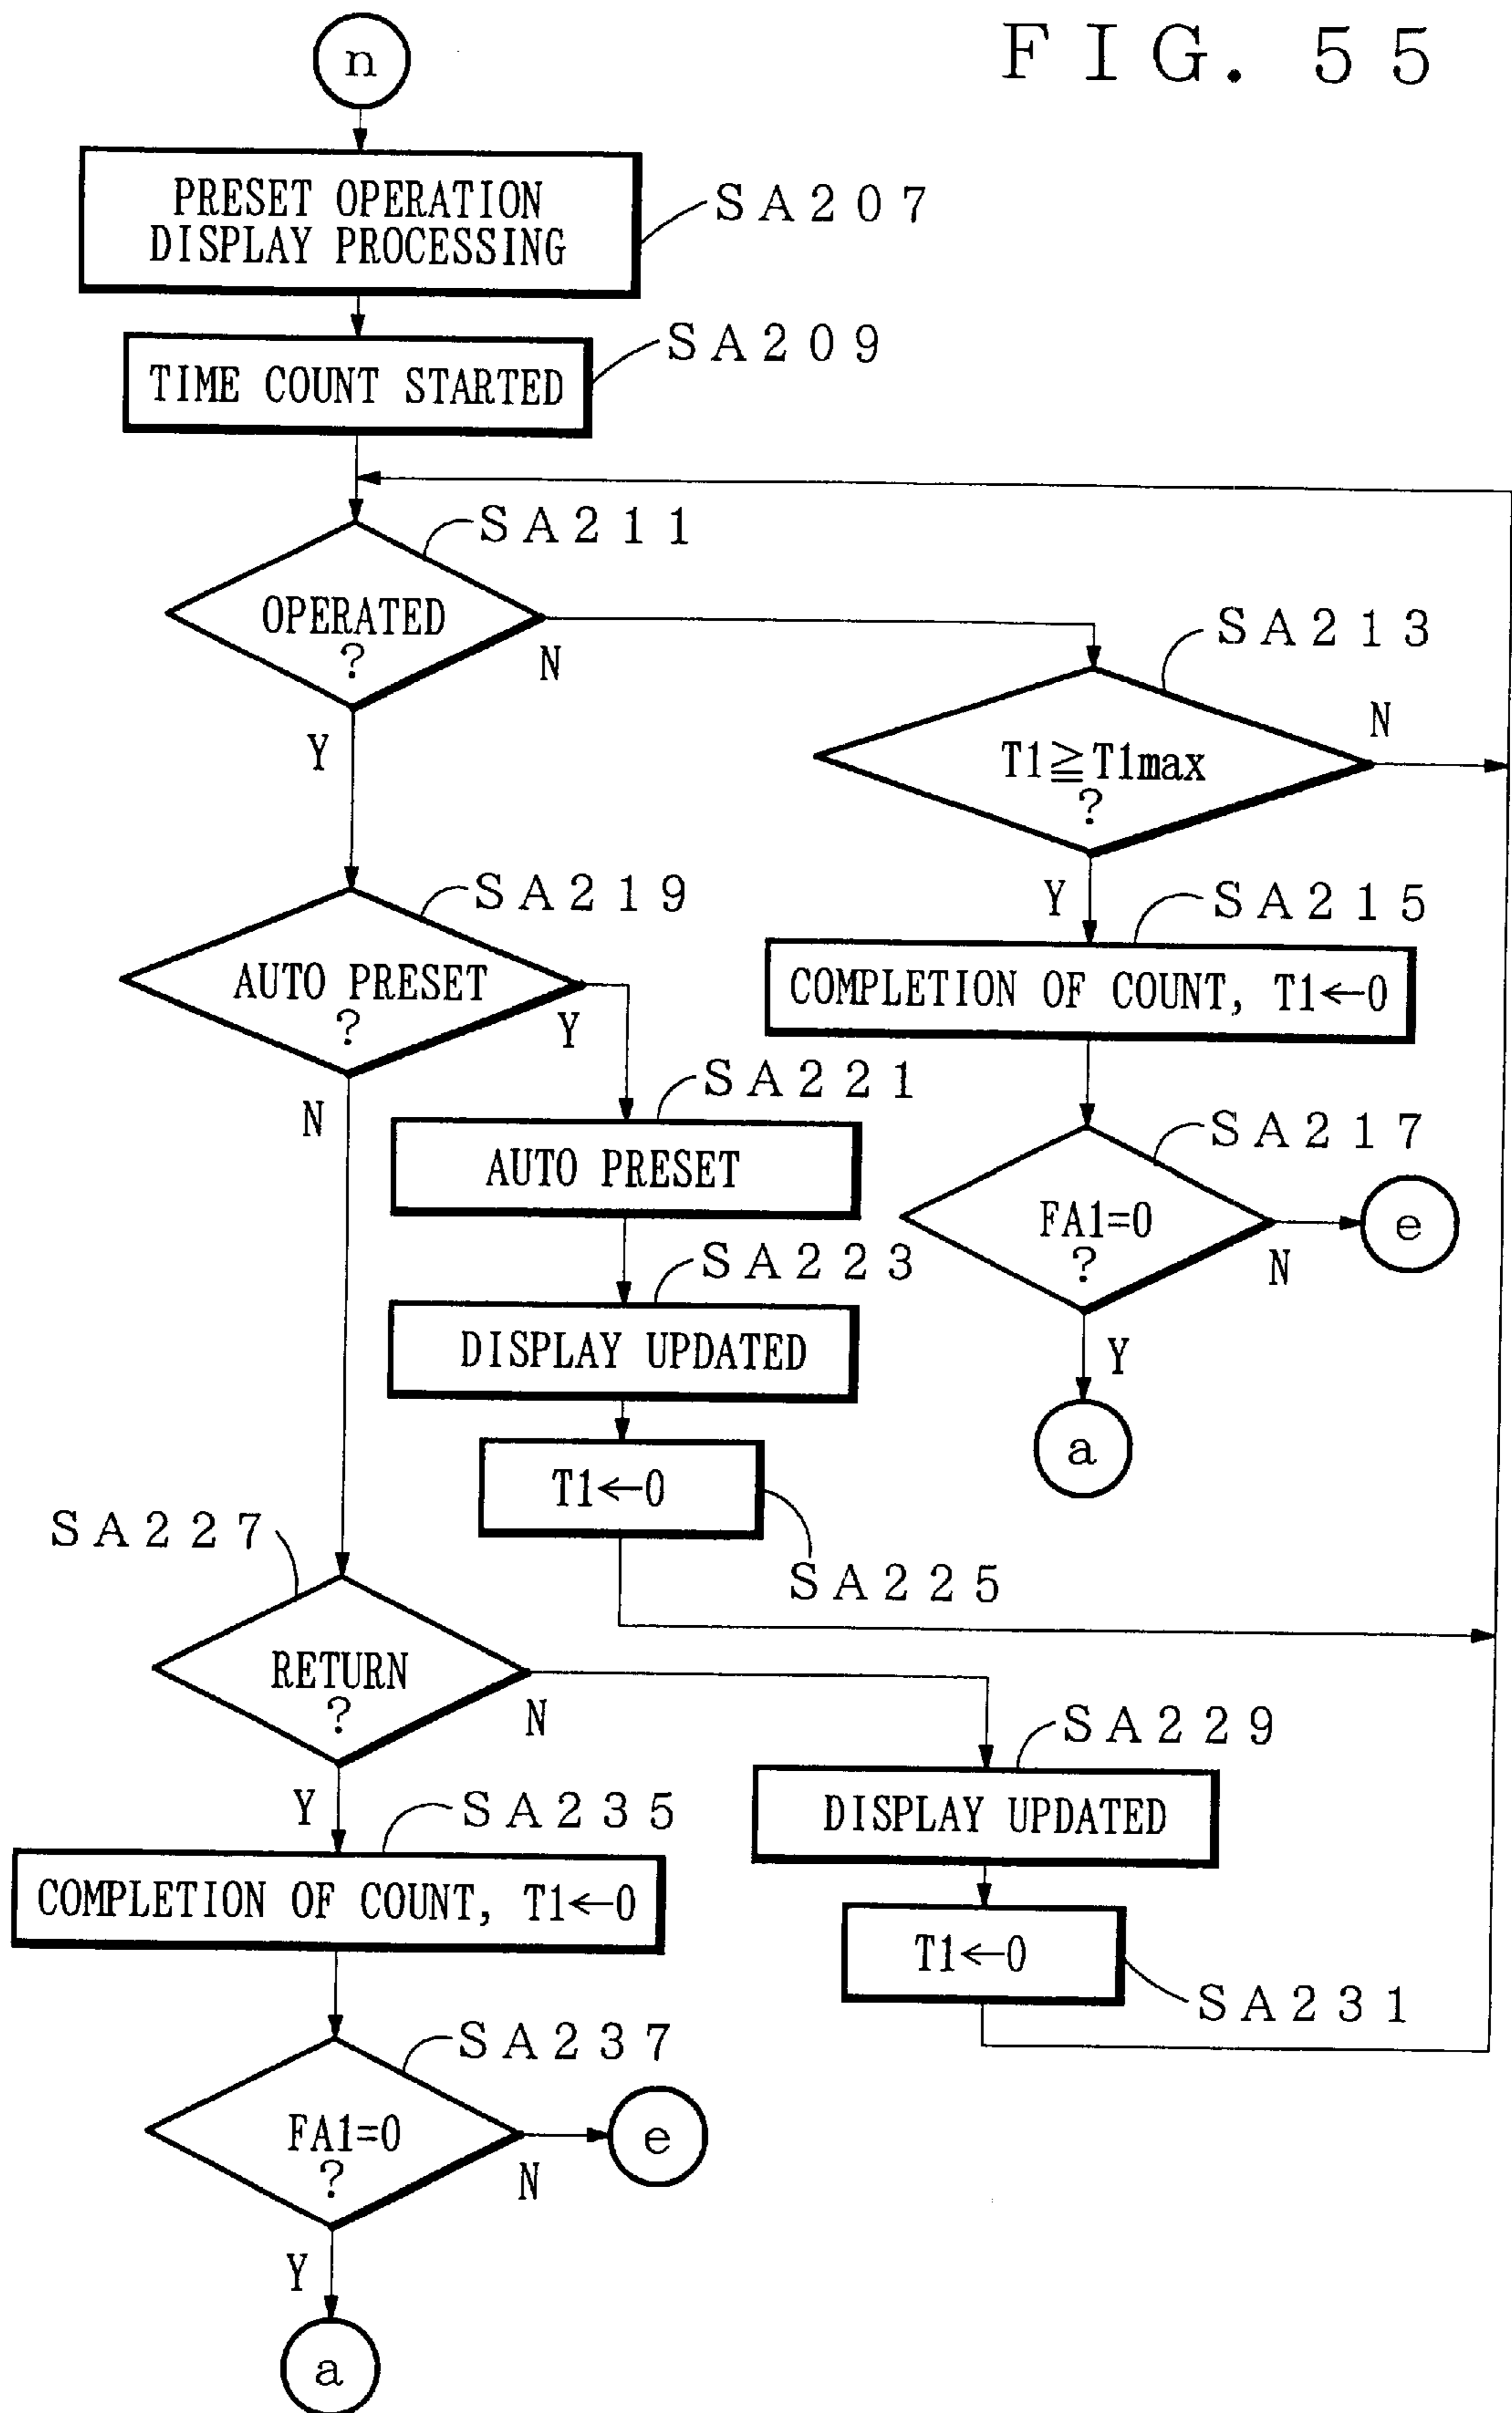 FIG. 55
n
PRESET OPERATION
DISPLAY PROCESSING
SA207
TIME COUNT STARTED
SA209
SA211
OPERATED
?
N
Y
SA213
T1≧T1max
?
N
Y
SA215
COMPLETION OF COUNT, T1←0
SA217
FA1=0
?
N
e
Y
a
SA219
AUTO PRESET
?
Y
N
SA221
AUTO PRESET
SA223
DISPLAY UPDATED
T1←0
SA225
SA227
RETURN
?
N
Y
SA229
DISPLAY UPDATED
T1←0
SA231
SA235
COMPLETION OF COUNT, T1←0
SA237
FA1=0
?
N
e
Y
a